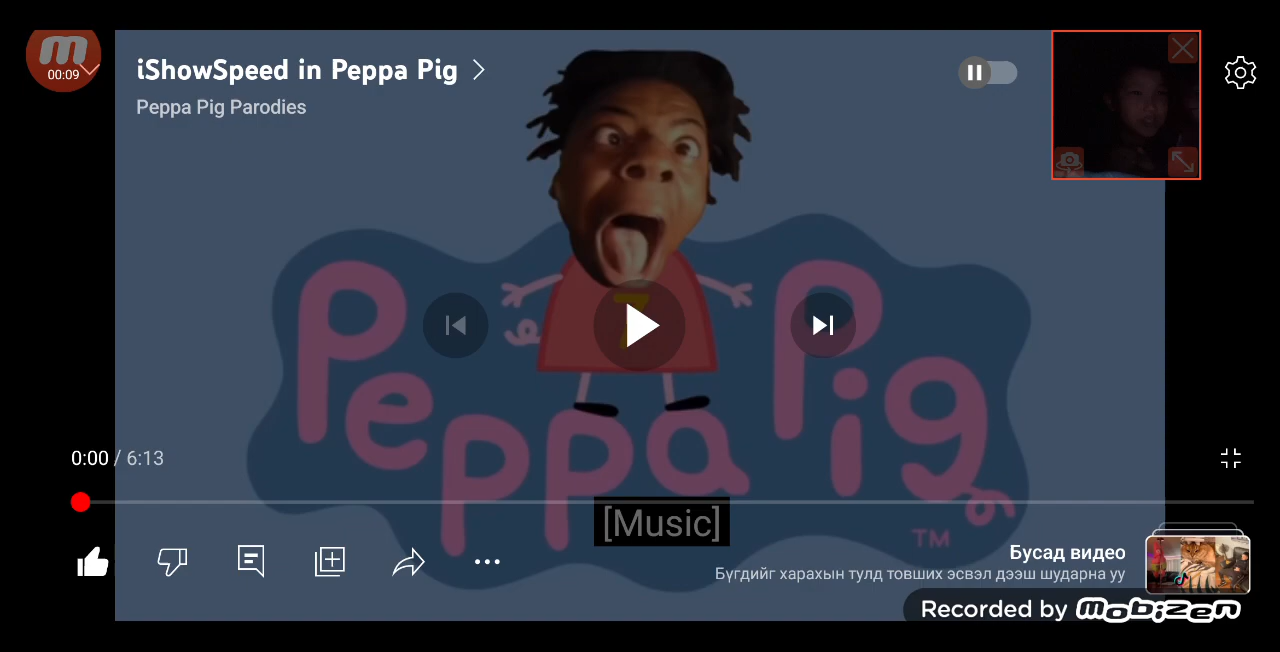 m
00:09
iShowSpeed in Peppa Pig
Peppa Pig Parodies
7
Peppa Pig
0:00 / 6:13
[Music]
TM
Бусад видео
Бүгдийг харахын тулд товших эсвэл дээш шударна уу
Recorded by mobizen